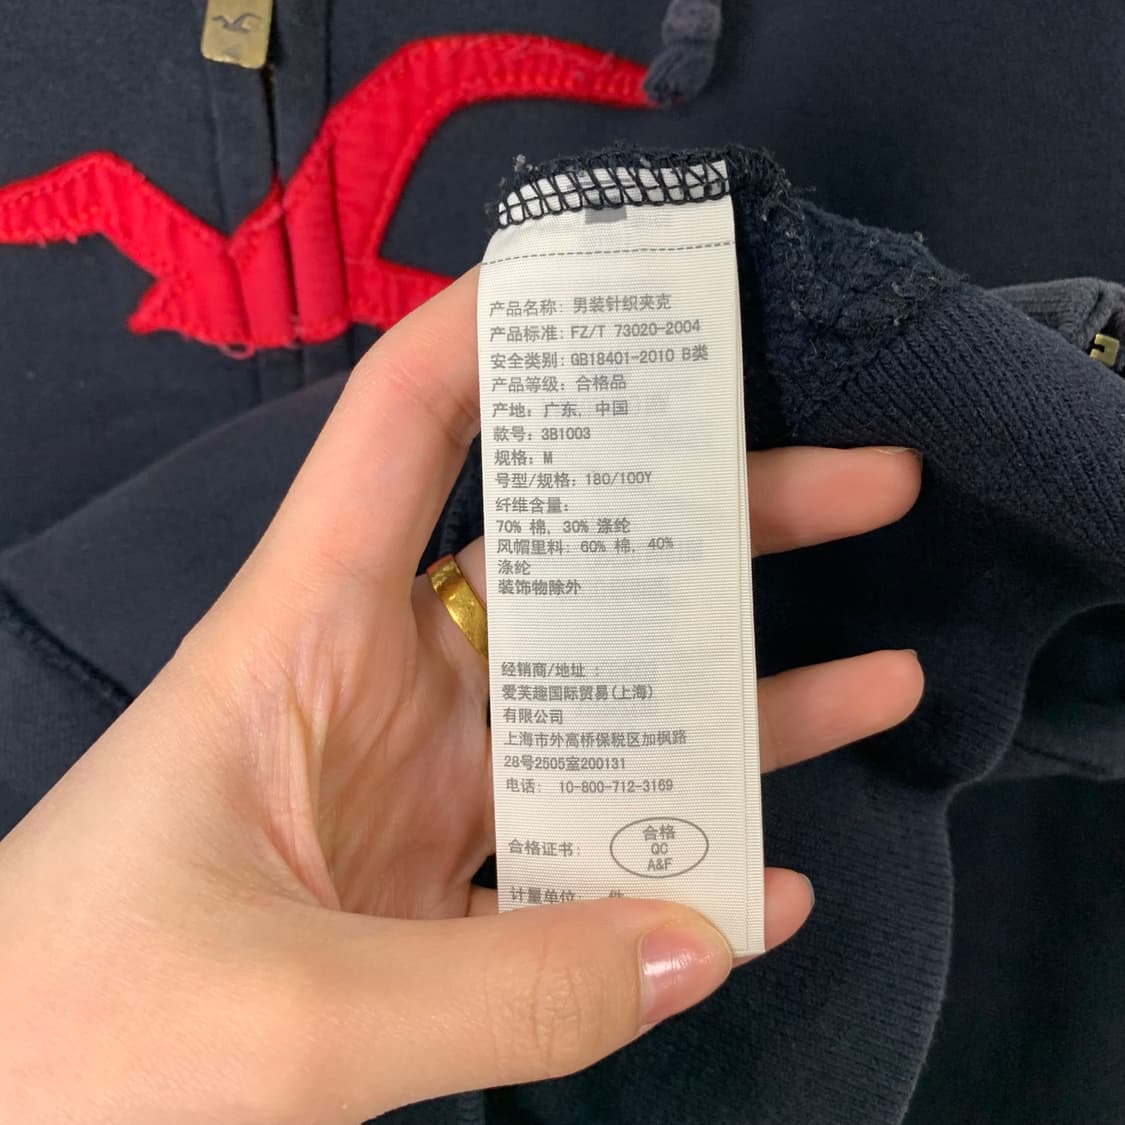 产品名称: 男装针织夹克
产品标准: FZ/T 73020-2004
安全类别: GB18401-2010 B类
产品等级: 合格品
产地: 广东, 中国
款号: 3B1003
规格: M
号型/规格: 180/100Y
纤维含量:
70% 棉, 30% 涤纶
风帽里料: 60% 棉, 40%
涤纶
装饰物除外
经销商/地址 :
爱芙趣国际贸易(上海)
有限公司
上海市外高桥保税区加枫路
28号2505室200131
电话: 10-800-712-3169
合格证书:
合格
QC
A&F
计量单位: 件